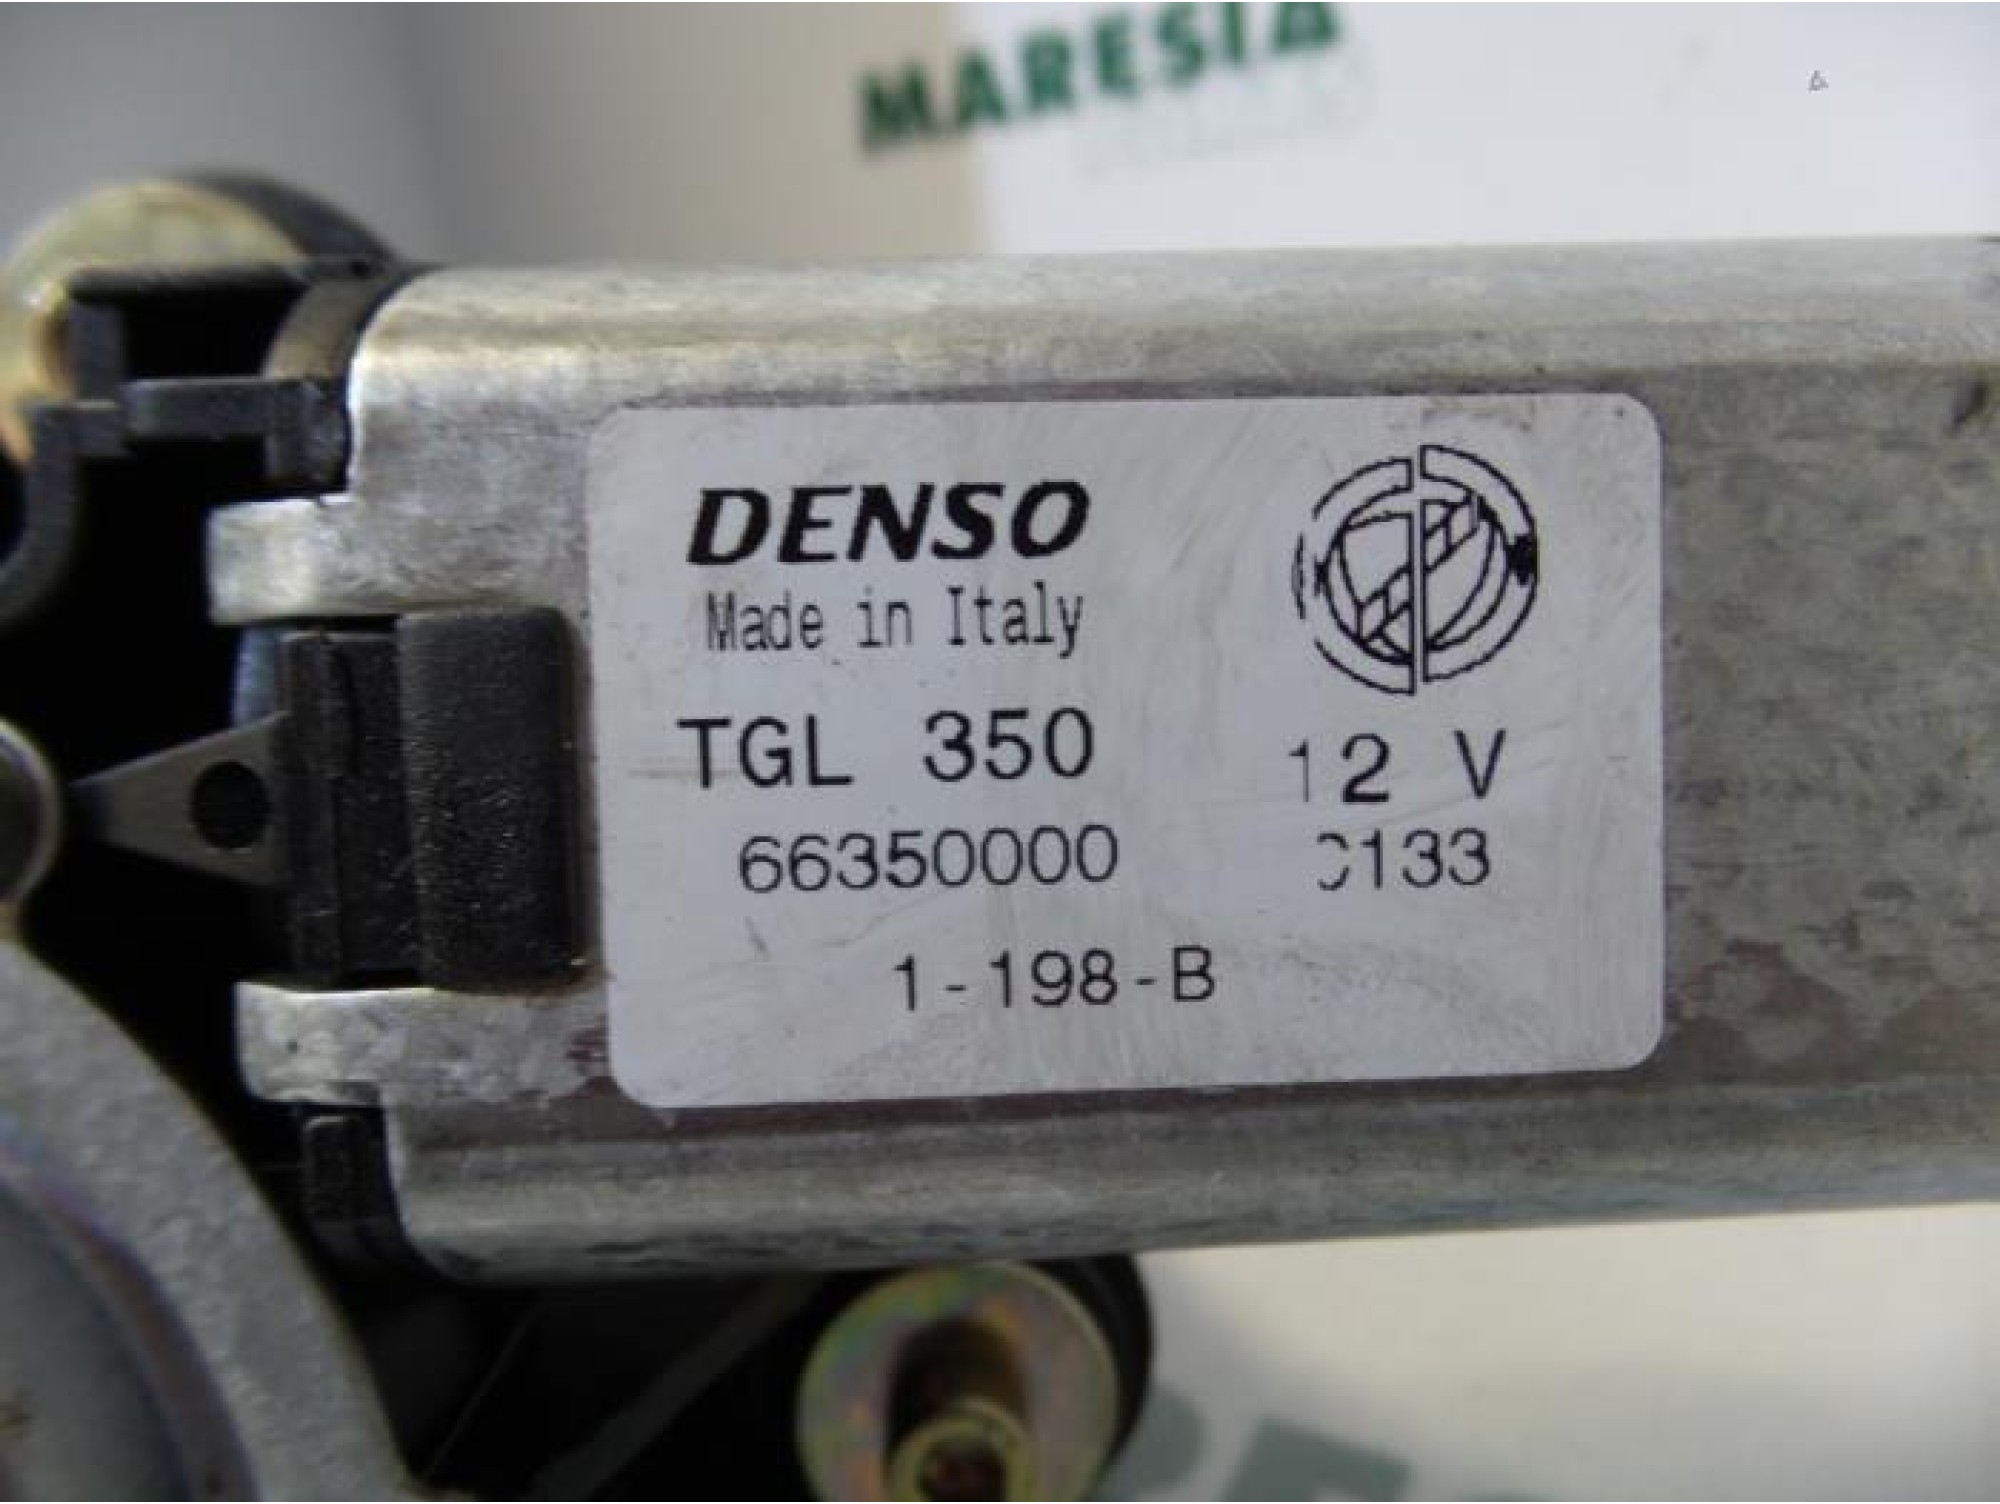 MARESIA
DENSO
Made in Italy
TGL 350 12 V
66350000 0133
1-198-B